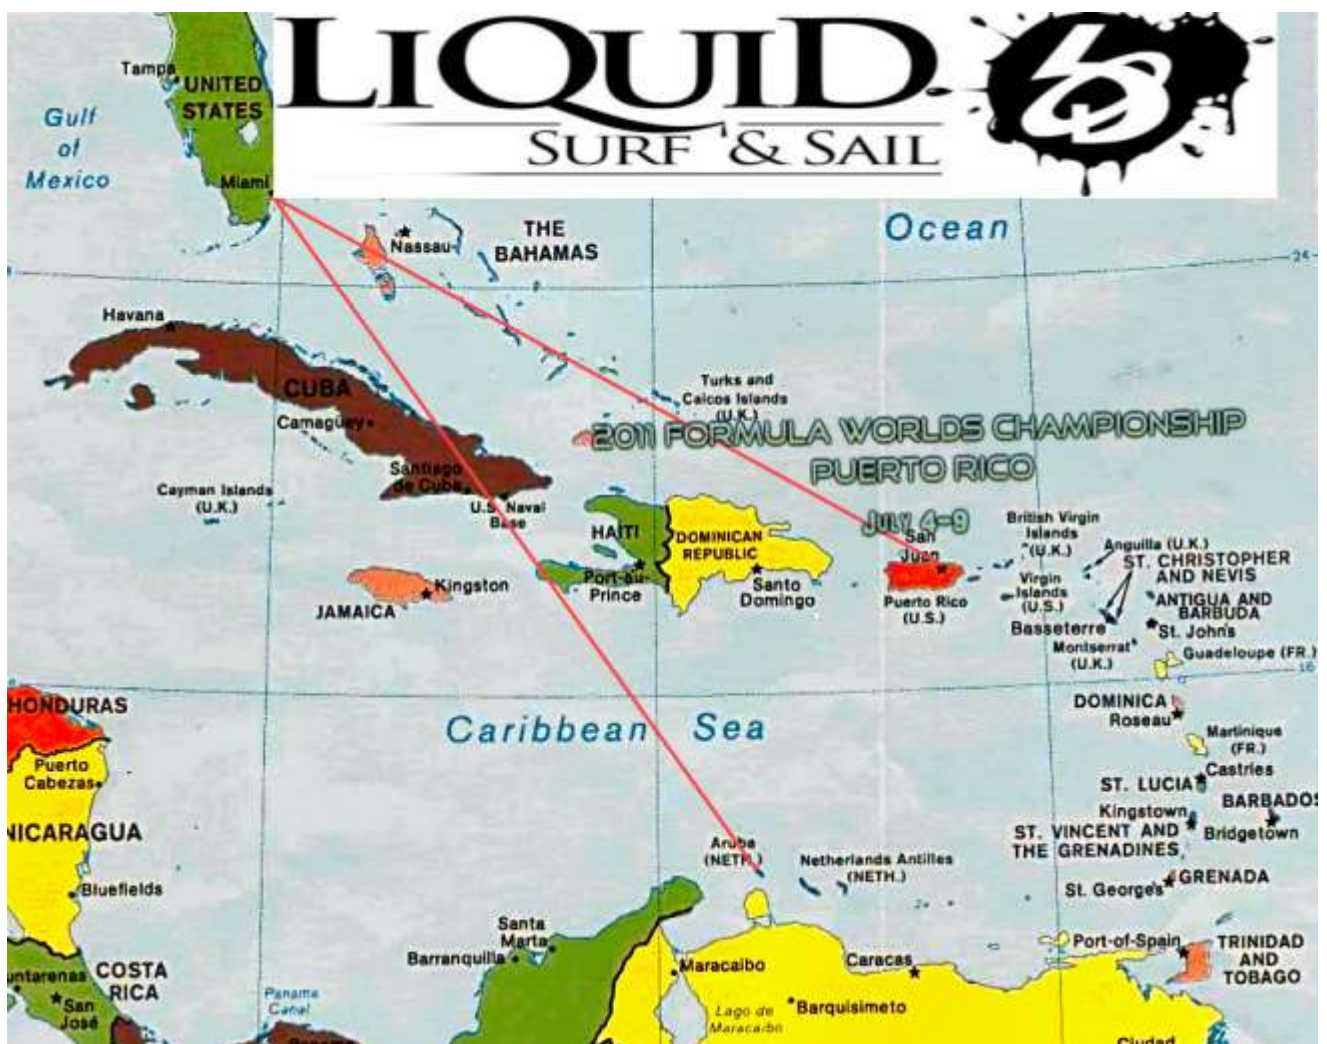 LIQUID
SURF & SAIL
Tampa
UNITED
STATES
Gulf
of
Mexico
Miami
Ocean
Nassau
THE
BAHAMAS
24
Havana
CUBA
Camaguey
Turks and
Caicos Islands
(U.K.)
2011 FORMULA WORLDS CHAMPIONSHIP
PUERTO RICO
JULY 4-9
Santiago
de Cuba
Cayman Islands
(U.K.)
U.S. Naval
Base
HAITI
DOMINICAN
REPUBLIC
San
Juan
British Virgin
Islands
(U.K.)
Anguilla (U.K.)
ST. CHRISTOPHER
AND NEVIS
Kingston
JAMAICA
Port-au-
Prince
Santo
Domingo
Puerto Rico
(U.S.)
Virgin
Islands
(U.S.)
ANTIGUA AND
BARBUDA
Basseterre
St. John's
Montserrat
(U.K.)
Guadeloupe (FR.)
16
HONDURAS
Caribbean Sea
DOMINICA
Roseau
Martinique
(FR.)
Puerto
Cabezas
Castries
ST. LUCIA
BARBADOS
Kingstown
NICARAGUA
ST. VINCENT AND
THE GRENADINES
Bridgetown
Aruba
(NETH.)
Netherlands Antilles
(NETH.)
Bluefields
St. George's
GRENADA
Santa
Marta
Barranquilla
Port-of-Spain
TRINIDAD
AND
TOBAGO
Maracaibo
Caracas
untarenas
COSTA
RICA
San
José
Panama
Canal
Lago de
Maracaibo
Barquisimeto
Ciudad